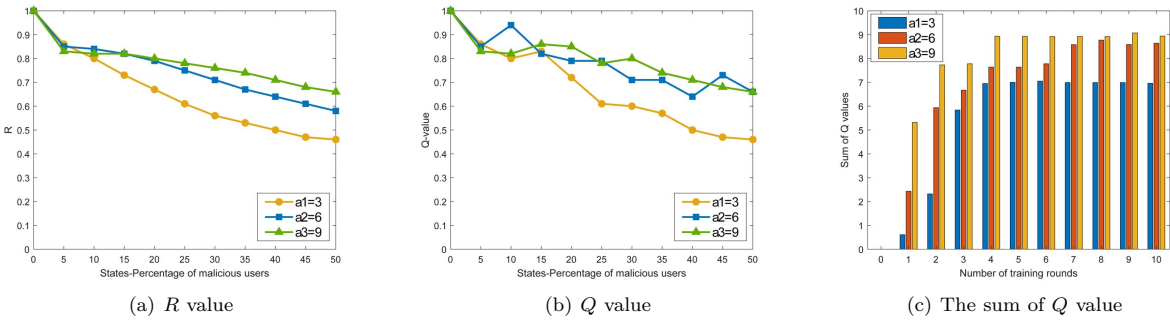 1
0.9
0.8
0.7
0.6
0.5
0.4
0.3
0.2
0.1
0
R
a1=3
a2=6
a3=9
0 5 10 15 20 25 30 35 40 45 50
States-Percentage of malicious users
(a) R value
1
0.9
0.8
0.7
0.6
0.5
0.4
0.3
0.2
0.1
0
Q-value
a1=3
a2=6
a3=9
0 5 10 15 20 25 30 35 40 45 50
States-Percentage of malicious users
(b) Q value
10
9
8
7
6
5
4
3
2
1
0
Sum of Q values
a1=3
a2=6
a3=9
0 1 2 3 4 5 6 7 8 9 10
Number of training rounds
(c) The sum of Q value